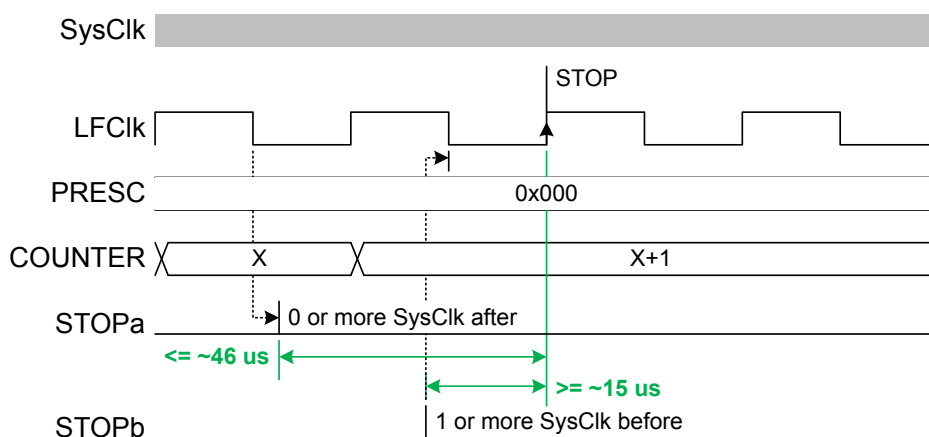 SysClk
STOP
LFClk
PRESC
0x000
COUNTER
X
X+1
STOPa
0 or more SysClk after
<= ~46 us
>= ~15 us
STOPb
1 or more SysClk before